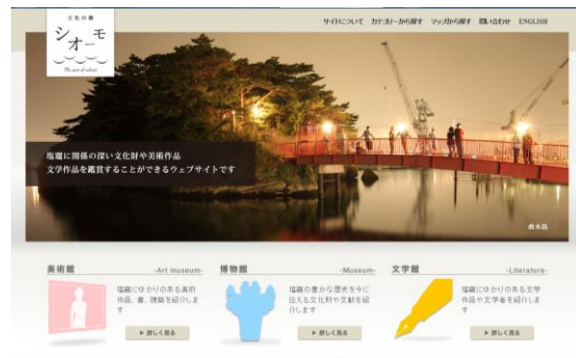 文化の港
シオーモ
The port of culture
サイトについて カテゴリーから探す マップから探す 問い合わせ ENGLISH
塩竈に関係の深い文化財や美術作品
文学作品を鑑賞することができるウェブサイトです
曲木島
美術館 -Art museum-
塩竈にゆかりのある美術
作品、書、建築を紹介しま
す
▶ 詳しく見る
博物館 -Museum-
塩竈の豊かな歴史を今に
伝える文化財や文献を紹
介します
▶ 詳しく見る
文学館 -Literature-
塩竈にゆかりのある文学
作品や文学者を紹介しま
す
▶ 詳しく見る